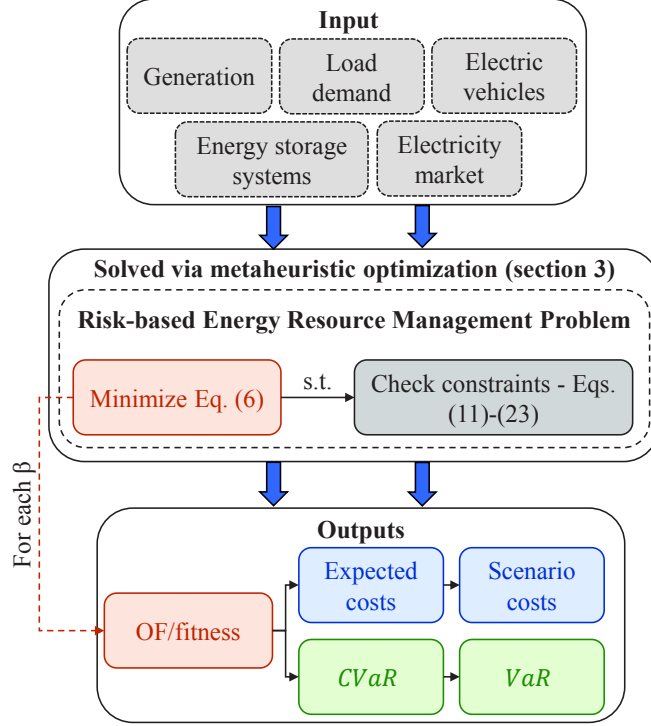 Input
Generation
Load
demand
Electric
vehicles
Energy storage
systems
Electricity
market
Solved via metaheuristic optimization (section 3)
Risk-based Energy Resource Management Problem
Minimize Eq. (6)
s.t.
Check constraints - Eqs.
(11)-(23)
For each β
Outputs
OF/fitness
Expected
costs
Scenario
costs
CVaR
VaR